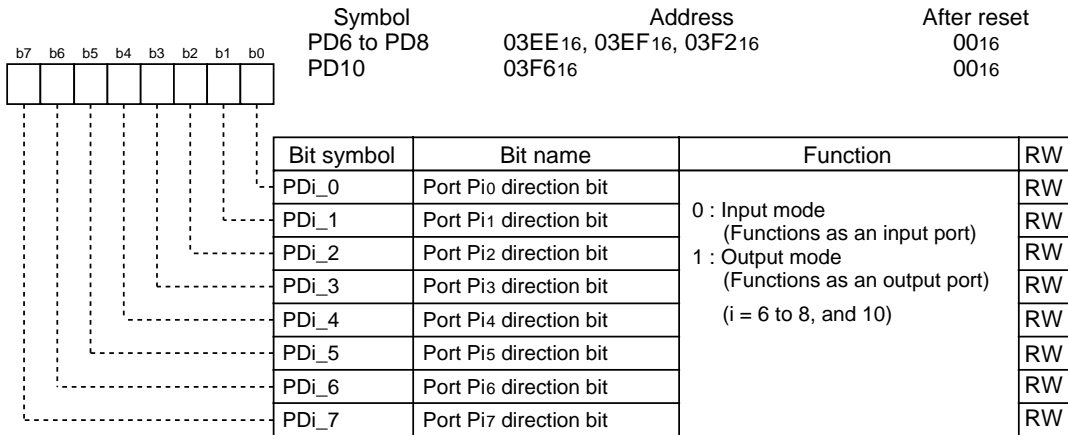 Symbol Address After reset
PD6 to PD8 03EE16, 03EF16, 03F216 0016
PD10 03F616 0016
b7 b6 b5 b4 b3 b2 b1 b0
Bit symbol Bit name Function RW
PDi_0 Port Pi0 direction bit RW
PDi_1 Port Pi1 direction bit RW
PDi_2 Port Pi2 direction bit RW
PDi_3 Port Pi3 direction bit RW
PDi_4 Port Pi4 direction bit RW
PDi_5 Port Pi5 direction bit RW
PDi_6 Port Pi6 direction bit RW
PDi_7 Port Pi7 direction bit RW
0 : Input mode
(Functions as an input port)
1 : Output mode
(Functions as an output port)
(i = 6 to 8, and 10)